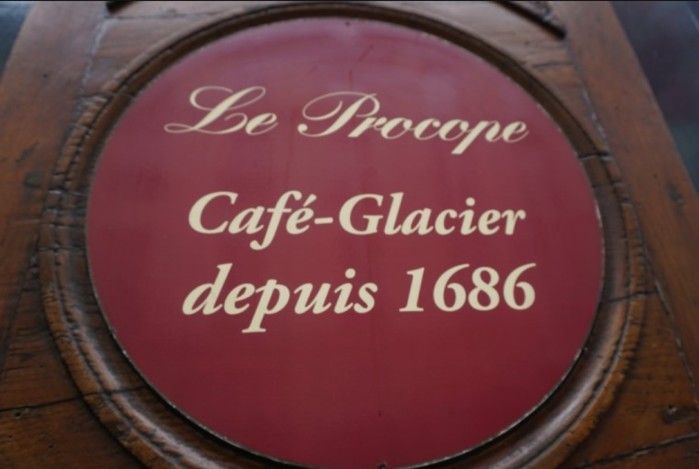 Le Procope
Café-Glacier
depuis 1686